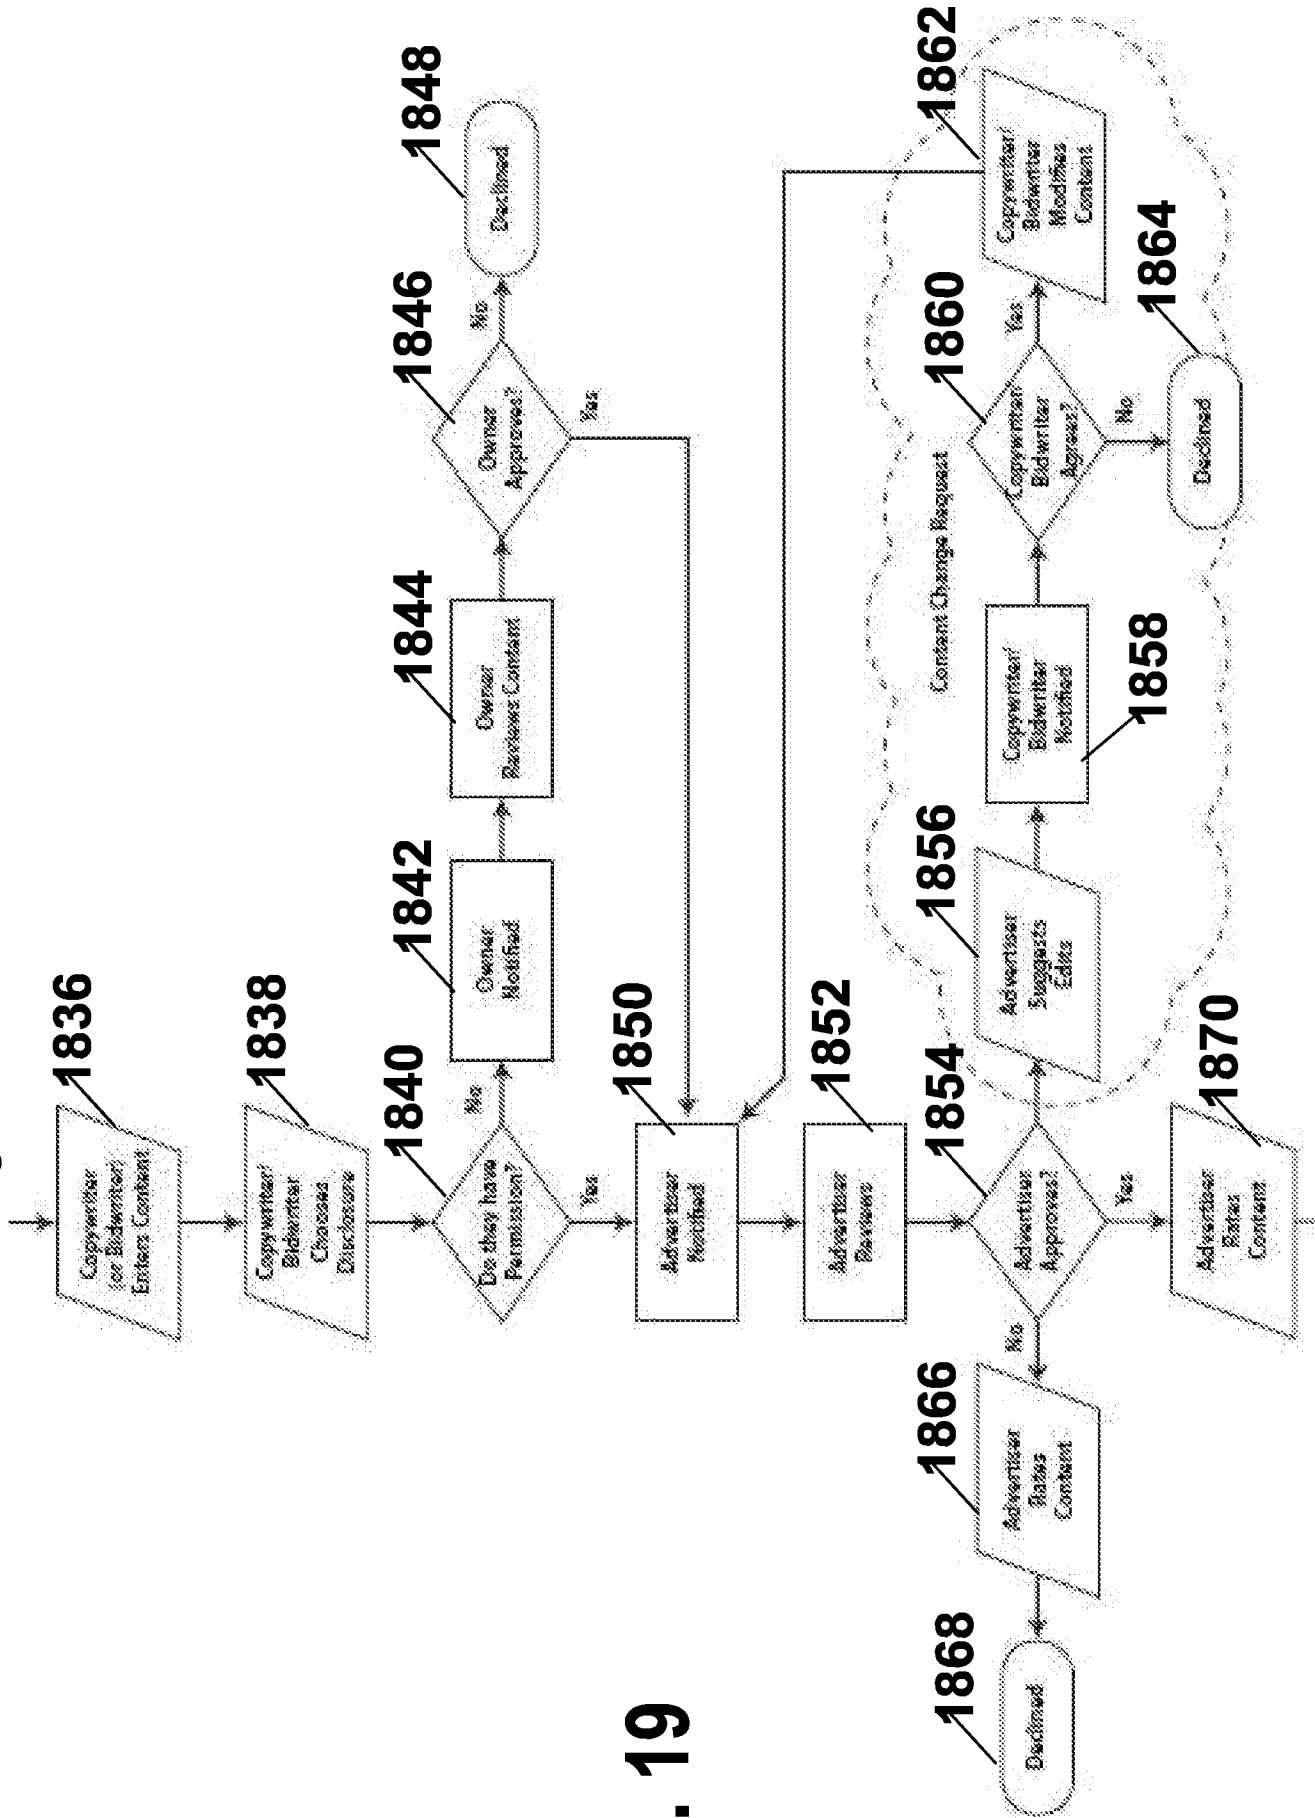 1836
Copywriter
(or Bidwriter)
Enters Content
1838
Copywriter/
Bidwriter
Chooses
Disclosure
1840
Do they have
Permission?
No
Yes
1842
Owner
Notified
1844
Owner
Reviews Content
1846
Owner
Approves?
No
Yes
1848
Declined
1850
Advertiser
Notified
1852
Advertiser
Reviews
1854
Advertiser
Approves?
No
Yes
1856
Advertiser
Suggests
Edits
Content Change Request
1858
Copywriter/
Bidwriter
Notified
1860
Copywriter/
Bidwriter
Agrees?
Yes
No
1862
Copywriter/
Bidwriter
Modifies
Content
1864
Declined
1866
Advertiser
Rates
Content
1868
Declined
1870
Advertiser
Rates
Content
. 19